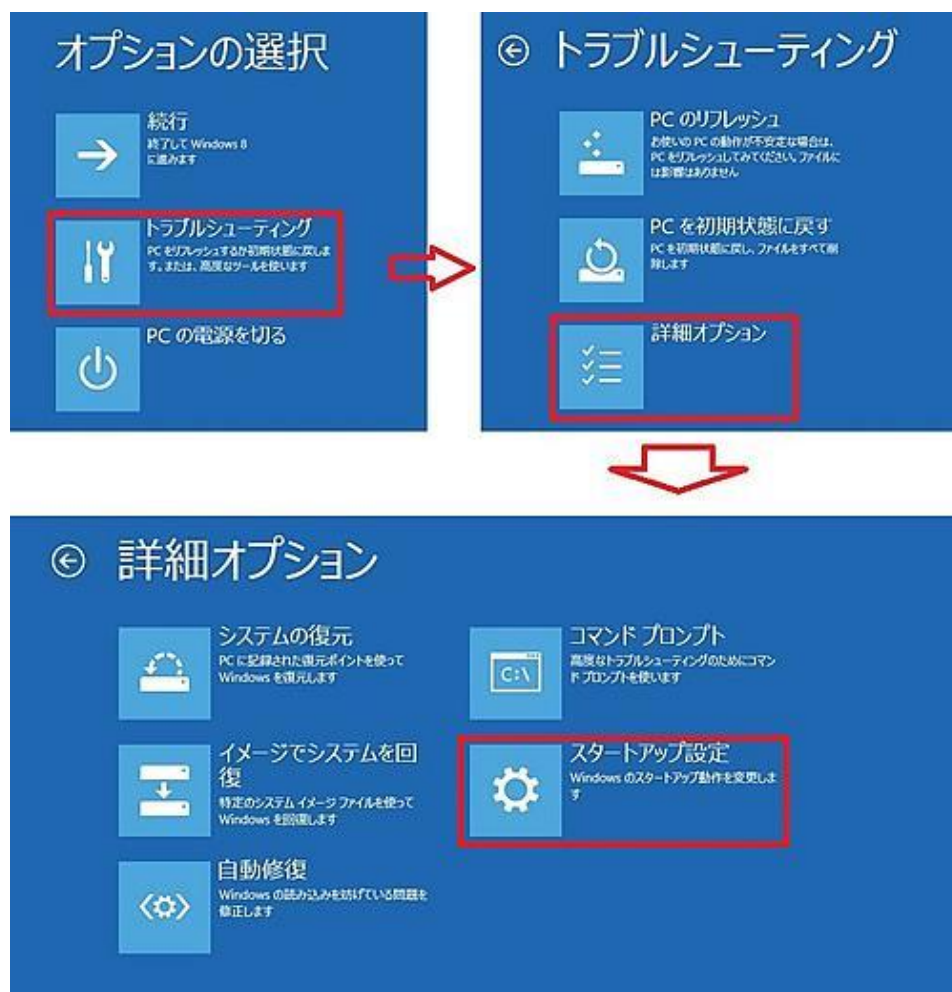 オプションの選択
続行
終了して Windows 8
に進みます
トラブルシューティング
PC をリフレッシュするか初期状態に戻しま
す。または、高度なツールを使います
PC の電源を切る
トラブルシューティング
PC のリフレッシュ
お使いの PC の動作が不安定な場合は、
PC をリフレッシュしてみてください。ファイルに
は影響はありません
PC を初期状態に戻す
PC を初期状態に戻し、ファイルをすべて削
除します
詳細オプション
詳細オプション
システムの復元
PC に記録された復元ポイントを使って
Windows を復元します
イメージでシステムを回
復
特定のシステム イメージ ファイルを使って
Windows を回復します
自動修復
Windows の読み込みを妨げている問題を
修正します
コマンド プロンプト
高度なトラブルシューティングのためにコマン
ド プロンプトを使います
C:\
スタートアップ設定
Windows のスタートアップ動作を変更しま
す